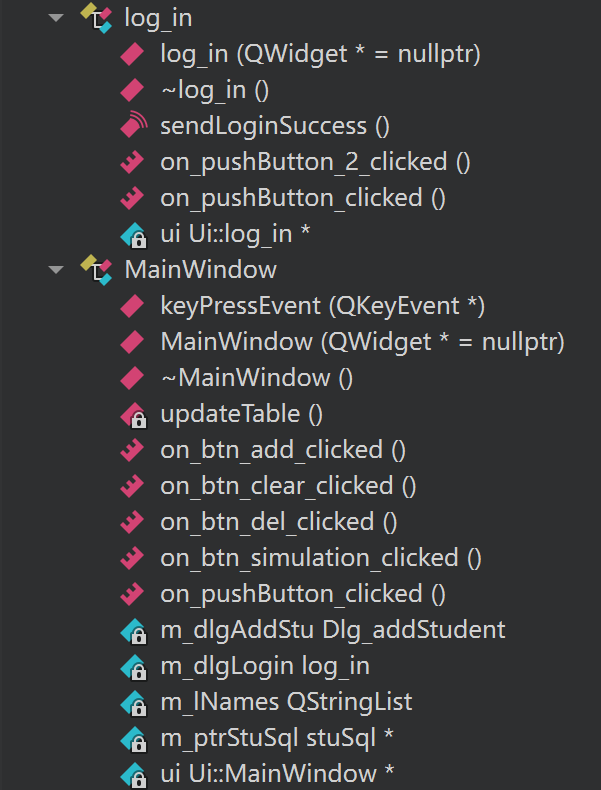 log_in
log_in (QWidget * = nullptr)
~log_in ()
sendLoginSuccess ()
on_pushButton_2_clicked ()
on_pushButton_clicked ()
ui Ui::log_in *
MainWindow
keyPressEvent (QKeyEvent *)
MainWindow (QWidget * = nullptr)
~MainWindow ()
updateTable ()
on_btn_add_clicked ()
on_btn_clear_clicked ()
on_btn_del_clicked ()
on_btn_simulation_clicked ()
on_pushButton_clicked ()
m_dlgAddStu Dlg_addStudent
m_dlgLogin log_in
m_lNames QStringList
m_ptrStuSql stuSql *
ui Ui::MainWindow *